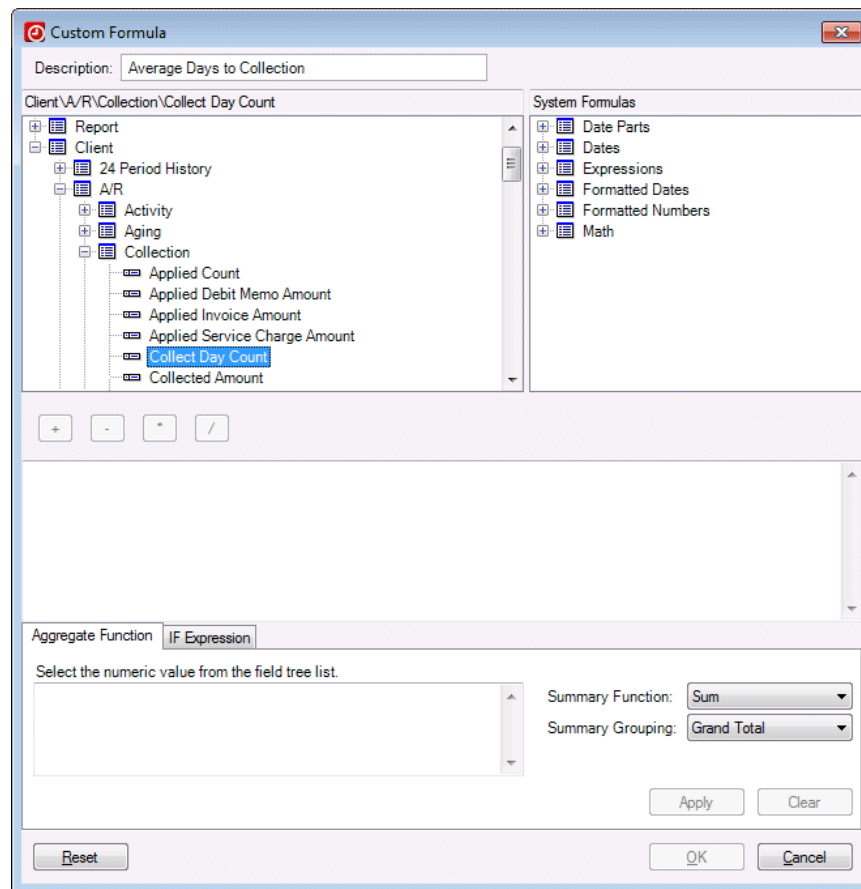 Custom Formula
Description: Average Days to Collection
Client\A/R\Collection\Collect Day Count
System Formulas
Report
Client
24 Period History
A/R
Activity
Aging
Collection
Applied Count
Applied Debit Memo Amount
Applied Invoice Amount
Applied Service Charge Amount
Collect Day Count
Collected Amount
Date Parts
Dates
Expressions
Formatted Dates
Formatted Numbers
Math
+ - * /
Aggregate Function IF Expression
Select the numeric value from the field tree list.
Summary Function: Sum
Summary Grouping: Grand Total
Apply Clear
Reset OK Cancel